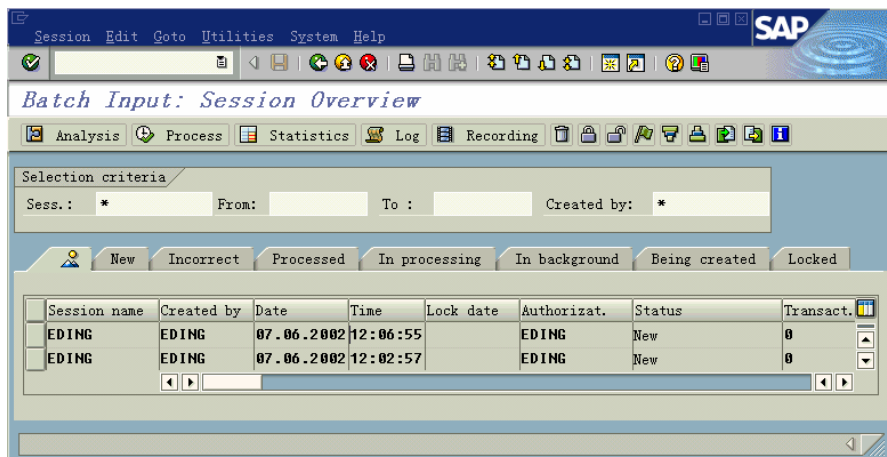 Session Edit Goto Utilities System Help
SAP
Batch Input: Session Overview
Analysis Process Statistics Log Recording
Selection criteria
Sess.: * From: To : Created by: *
New Incorrect Processed In processing In background Being created Locked
Session name Created by Date Time Lock date Authorizat. Status Transact.
EDING EDING 07.06.2002 12:06:55 EDING New 0
EDING EDING 07.06.2002 12:02:57 EDING New 0